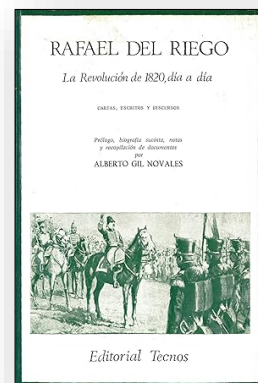 RAFAEL DEL RIEGO
La Revolución de 1820, día a día
CARTAS, ESCRITOS Y DISCURSOS
Prólogo, biografía sucinta, notas
y recopilación de documentos
por
ALBERTO GIL NOVALES
Editorial Tecnos